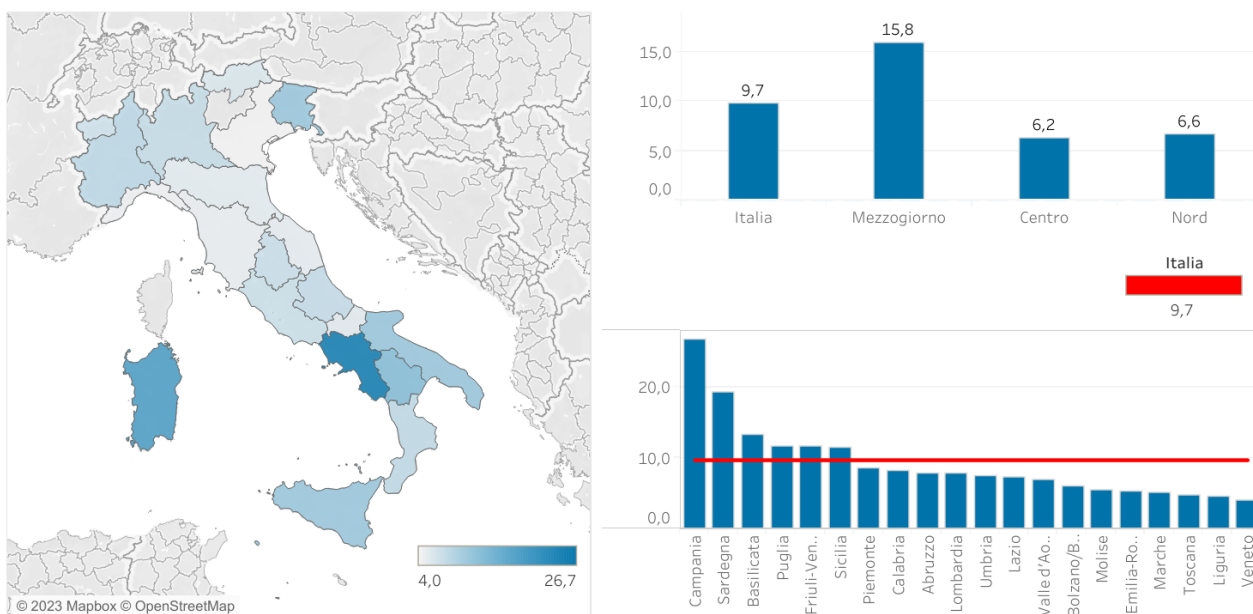 4,0
26,7
© 2023 Mapbox © OpenStreetMap
15,0
10,0
5,0
0,0
9,7
15,8
6,2
6,6
Italia
Mezzogiorno
Centro
Nord
Italia
9,7
20,0
10,0
0,0
Campania
Sardegna
Basilicata
Puglia
Friuli-Ven..
Sicilia
Piemonte
Calabria
Abruzzo
Lombardia
Umbria
Lazio
Valle d'Ao..
Bolzano/B..
Molise
Emilia-Ro..
Marche
Toscana
Liguria
Veneto